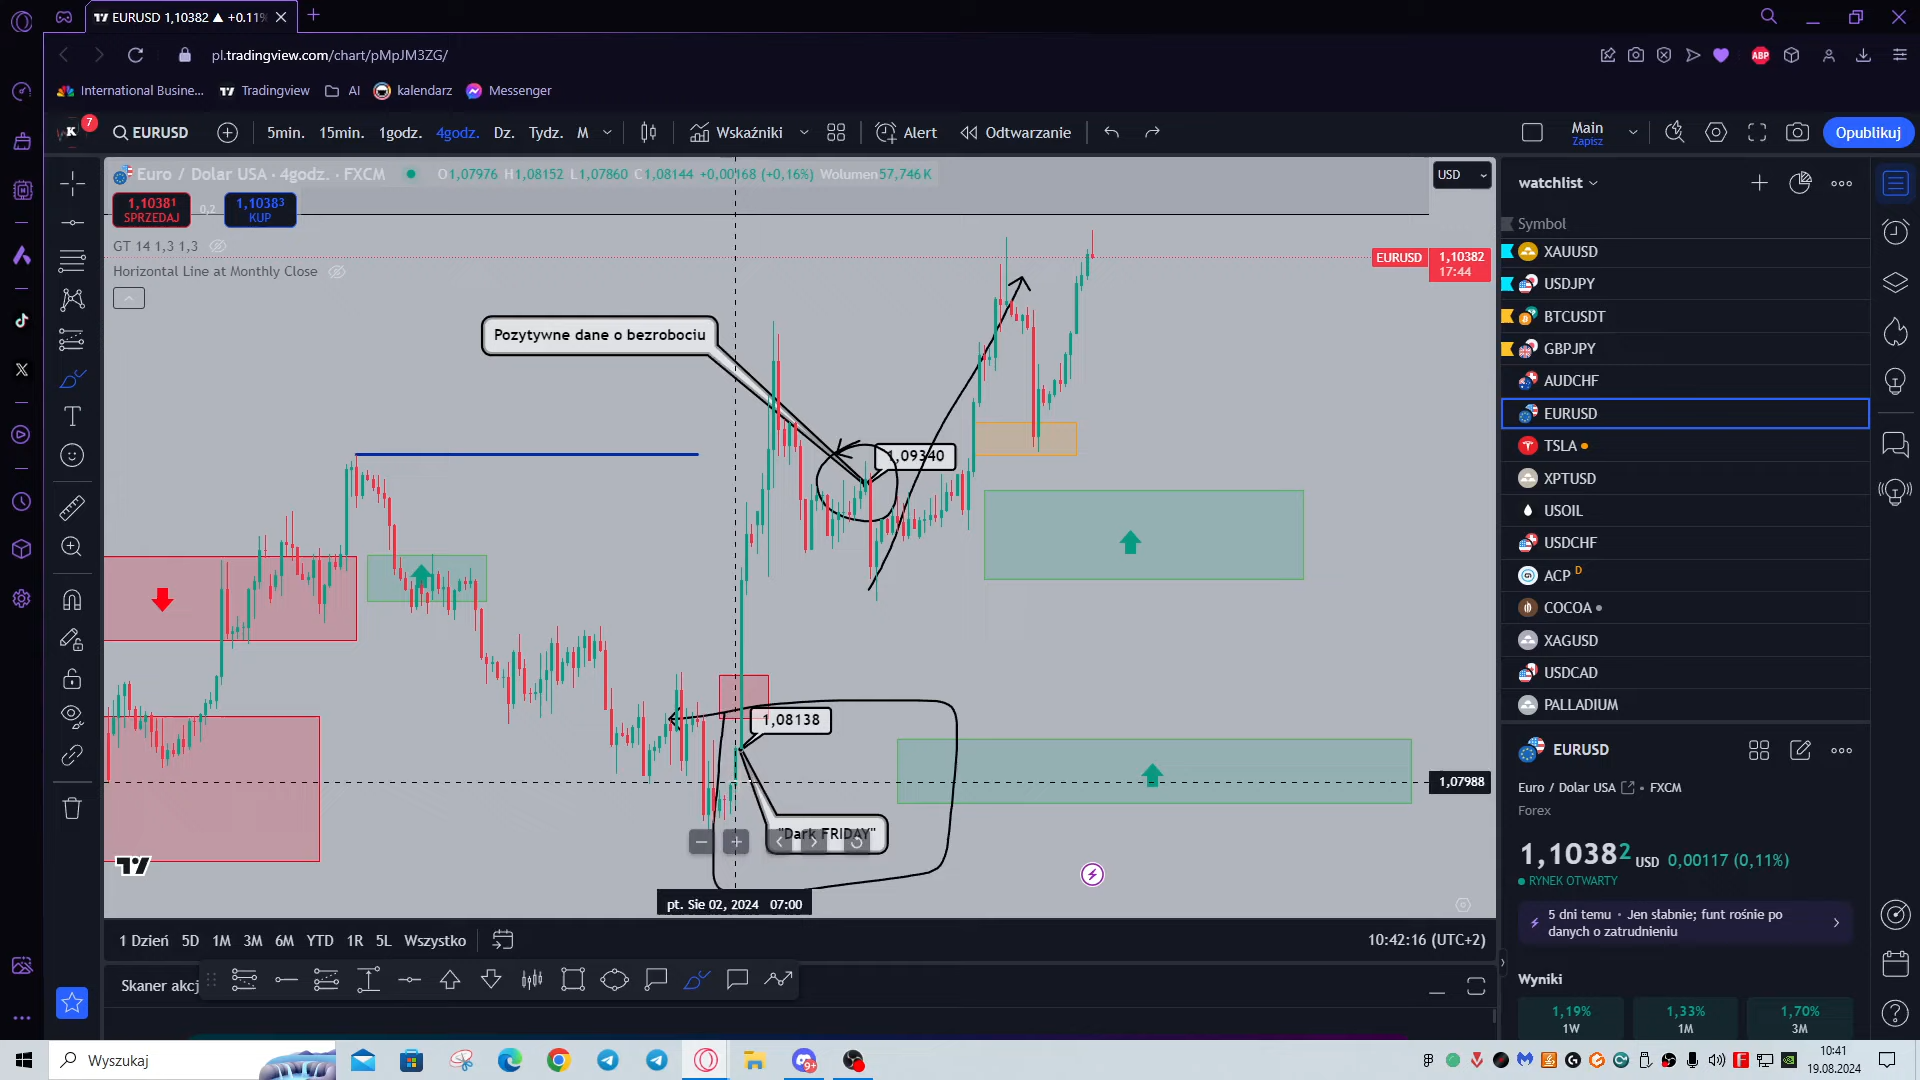 EURUSD 1,10382 ▲ +0.11%
pl.tradingview.com/chart/pMpJM3ZG/
ABP
International Busine...
Tradingview
AI
kalendarz
Messenger
K
7
EURUSD
5min.
15min.
1godz.
4godz.
Dz.
Tydz.
M
Wskaźniki
Alert
Odtwarzanie
Main
Zapisz
Opublikuj
Euro / Dolar USA · 4godz. · FXCM
O1,07976 H1,08152 L1,07860 C1,08144 +0,00168 (+0,16%) Wolumen57,746 K
USD
1,10381
SPRZEDAJ
0,2
1,10383
KUP
GT 14 1,3 1,3
Horizontal Line at Monthly Close
EURUSD
1,10382
17:44
Pozytywne dane o bezrobociu
1,09340
1,08138
"Dark FRIDAY"
1,07988
pt. Sie 02, 2024 07:00
1 Dzień
5D
1M
3M
6M
YTD
1R
5L
Wszystko
10:42:16 (UTC+2)
Skaner akcj
watchlist
Symbol
XAUUSD
USDJPY
BTCUSDT
GBPJPY
AUDCHF
EURUSD
TSLA
XPTUSD
USOIL
USDCHF
ACP D
COCOA
XAGUSD
USDCAD
PALLADIUM
EURUSD
Euro / Dolar USA • FXCM
Forex
1,10382 USD 0,00117 (0,11%)
RYNEK OTWARTY
5 dni temu • Jen słabnie; funt rośnie po
danych o zatrudnieniu
Wyniki
1,19%
1W
1,33%
1M
1,70%
3M
Wyszukaj
9+
10:41
19.08.2024